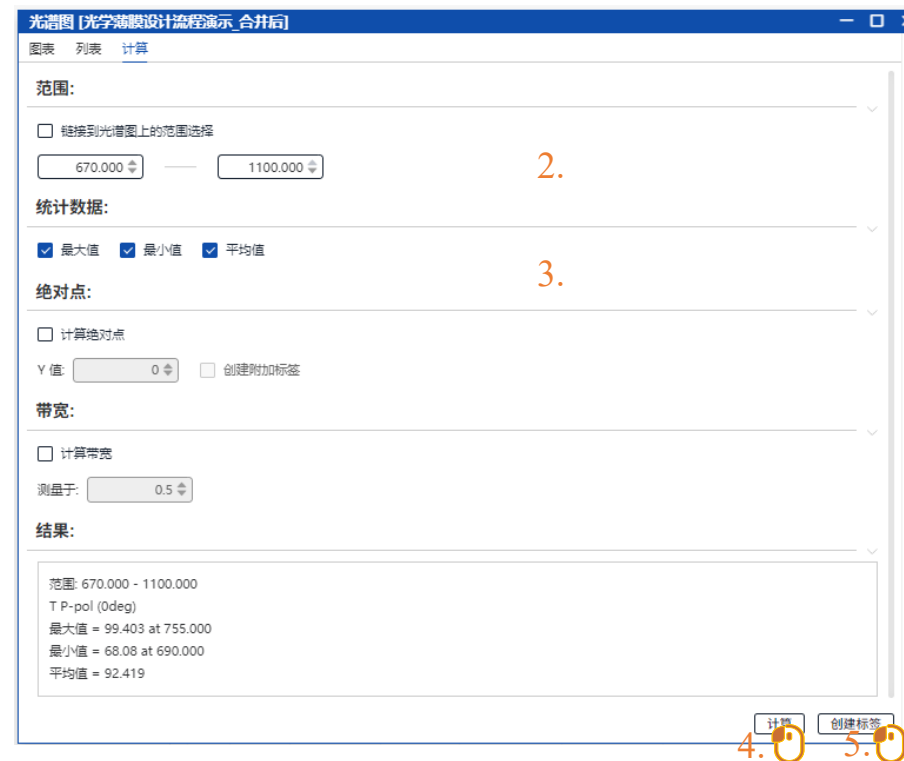 光谱图 [光学薄膜设计流程演示_合并后]
图表 列表 计算
范围:
链接到光谱图上的范围选择
670.000 1100.000
2.
统计数据:
最大值 最小值 平均值
3.
绝对点:
计算绝对点
Y 值: 0 创建附加标签
带宽:
计算带宽
测量于: 0.5
结果:
范围: 670.000 - 1100.000
T P-pol (0deg)
最大值 = 99.403 at 755.000
最小值 = 68.08 at 690.000
平均值 = 92.419
计算 创建标签
4. 5.